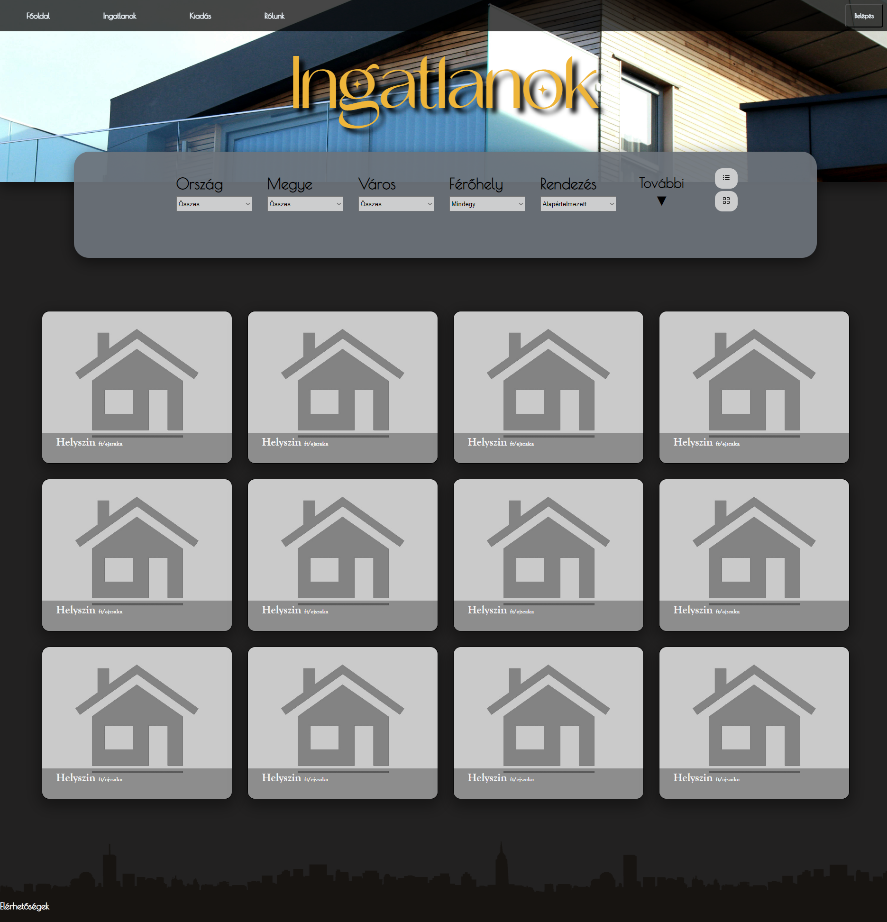 Főoldal Ingatlanok Kiadás Rólunk Belépés
Ingatlanok
Ország Megye Város Férőhely Rendezés További
Összes Összes Összes Mindegy Alapértelmezett ▼
Helyszín ft/éjszaka Helyszín ft/éjszaka Helyszín ft/éjszaka Helyszín ft/éjszaka
Helyszín ft/éjszaka Helyszín ft/éjszaka Helyszín ft/éjszaka Helyszín ft/éjszaka
Helyszín ft/éjszaka Helyszín ft/éjszaka Helyszín ft/éjszaka Helyszín ft/éjszaka
Elérhetőségek